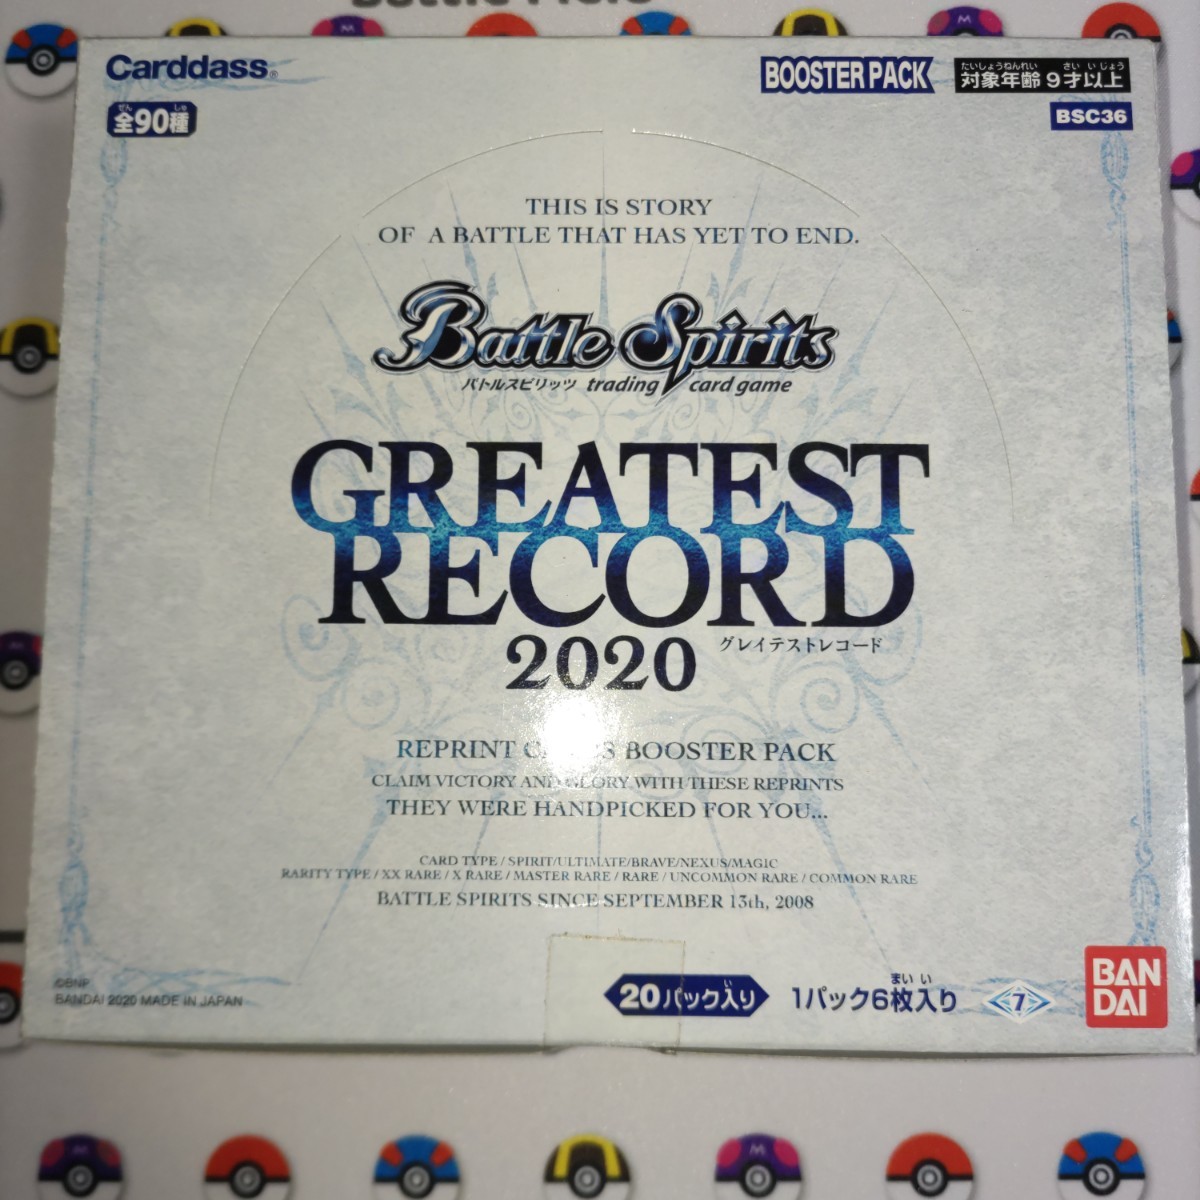 Carddass®
BOOSTER PACK
たいしょうねんれい さい いじょう
対象年齢 9才以上
ぜん しゅ
全90種
BSC36
THIS IS STORY
OF A BATTLE THAT HAS YET TO END.
Battle Spirits
バトルスピリッツ trading card game
GREATEST
RECORD
2020
グレイテストレコード
REPRINT BOOSTER PACK
CLAIM VICTORY AND GLORY WITH THESE REPRINTS
THEY WERE HANDPICKED FOR YOU...
CARD TYPE / SPIRIT/ULTIMATE/BRAVE/NEXUS/MAGIC
RARITY TYPE / XX RARE / X RARE / MASTER RARE / RARE / UNCOMMON RARE / COMMON RARE
BATTLE SPIRITS SINCE SEPTEMBER 13th, 2008
©BNP
BANDAI 2020 MADE IN JAPAN
い
20パック入り
まい い
1パック6枚入り
7
BAN
DAI